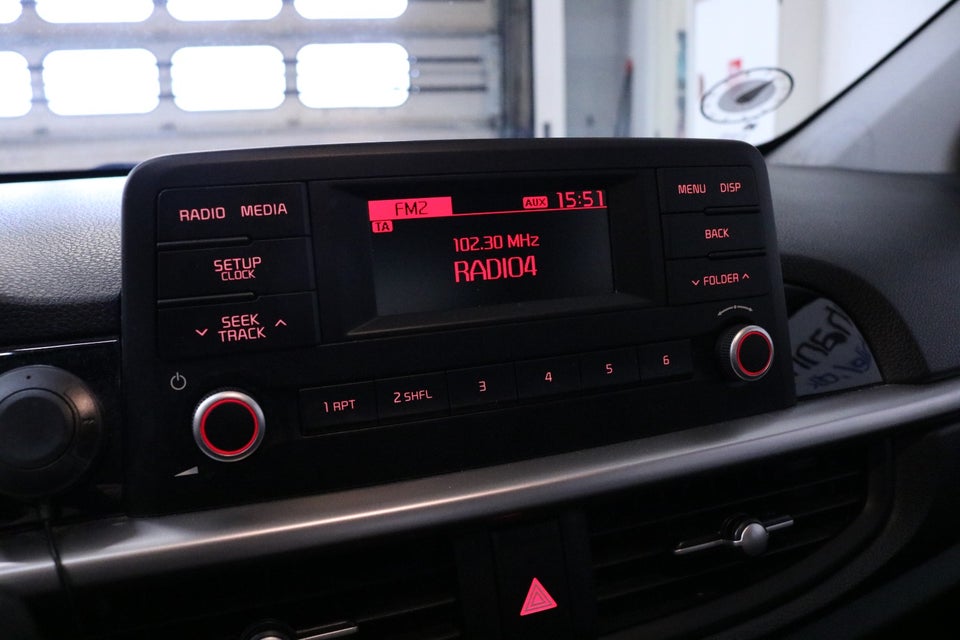 RADIO MEDIA
SETUP
CLOCK
SEEK
TRACK
FM2 AUX 15:51
TA
102.30 MHz
RADIO4
MENU DISP
BACK
FOLDER
1 RPT 2 SHFL 3 4 5 6